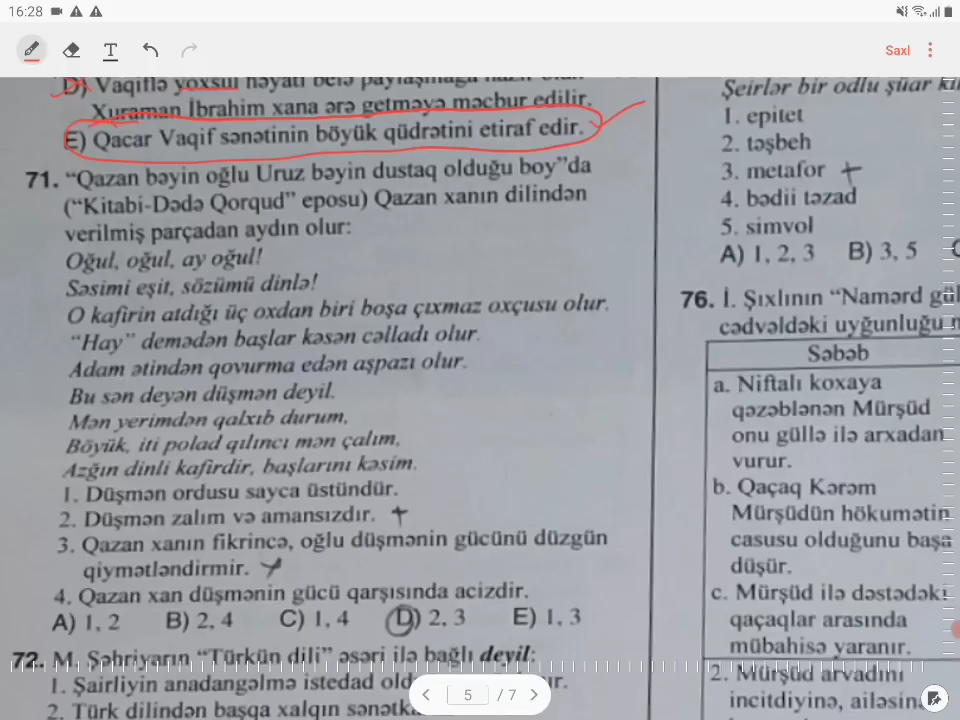 16:28
T
Saxl
D) Vaqiflə yoxsul həyatı belə paylaşmağa
Xuraman İbrahim xana ərə getməyə məcbur edilir.
E) Qacar Vaqif sənətinin böyük qüdrətini etiraf edir.
71. “Qazan bəyin oğlu Uruz bəyin dustaq olduğu boy”da
(“Kitabi-Dədə Qorqud” eposu) Qazan xanın dilindən
verilmiş parçadan aydın olur:
Oğul, oğul, ay oğul!
Səsimi eşit, sözümü dinlə!
O kafirin atdığı üç oxdan biri boşa çıxmaz oxçusu olur.
“Hay” demədən başlar kəsən cəlladı olur.
Adam ətindən qovurma edən aşpazı olur.
Bu sən deyən düşmən deyil.
Mən yerimdən qalxıb durum,
Böyük, iti polad qılıncı mən çalım,
Azğın dinli kafirdir, başlarını kəsim.
1. Düşmən ordusu sayca üstündür.
2. Düşmən zalım və amansızdır. +
3. Qazan xanın fikrincə, oğlu düşmənin gücünü düzgün
qiymətləndirmir. +
4. Qazan xan düşmənin gücü qarşısında acizdir.
A) 1, 2 B) 2, 4 C) 1, 4 D) 2, 3 E) 1, 3
72. M. Şəhriyarın “Türkün dili” əsəri ilə bağlı deyil:
1. Şairliyin anadangəlmə istedad
2. Türk dilindən başqa xalqın
Şeirlər bir odlu şüar
1. epitet
2. təşbeh
3. metafor +
4. bədii təzad
5. simvol
A) 1, 2, 3 B) 3, 5
76. İ. Şıxlının “Namərd
cədvəldəki uyğunluğu
Səbəb
a. Niftalı koxaya
qəzəblənən Mürşüd
onu güllə ilə arxadan
vurur.
b. Qaçaq Kərəm
Mürşüdün hökumətin
casusu olduğunu başa
düşür.
c. Mürşüd ilə dəstədəki
qaçaqlar arasında
mübahisə yaranır.
2. Mürşüd arvadını
incitdiyinə,
5 / 7